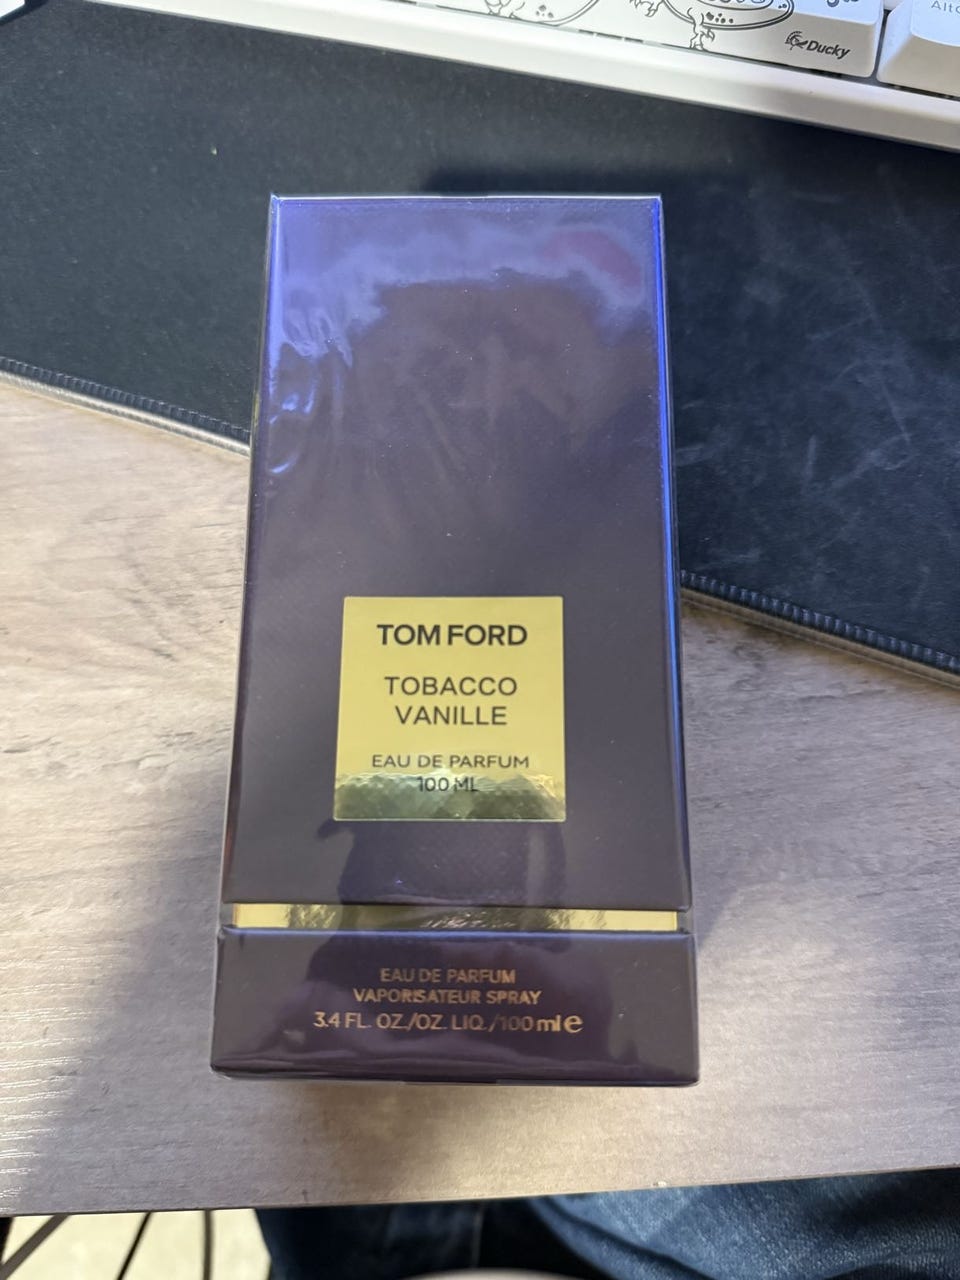 Ducky
Alt
TOM FORD
TOBACCO
VANILLE
EAU DE PARFUM
100 ML
EAU DE PARFUM
VAPORISATEUR SPRAY
3.4 FL. OZ./OZ. LIQ./100 ml e